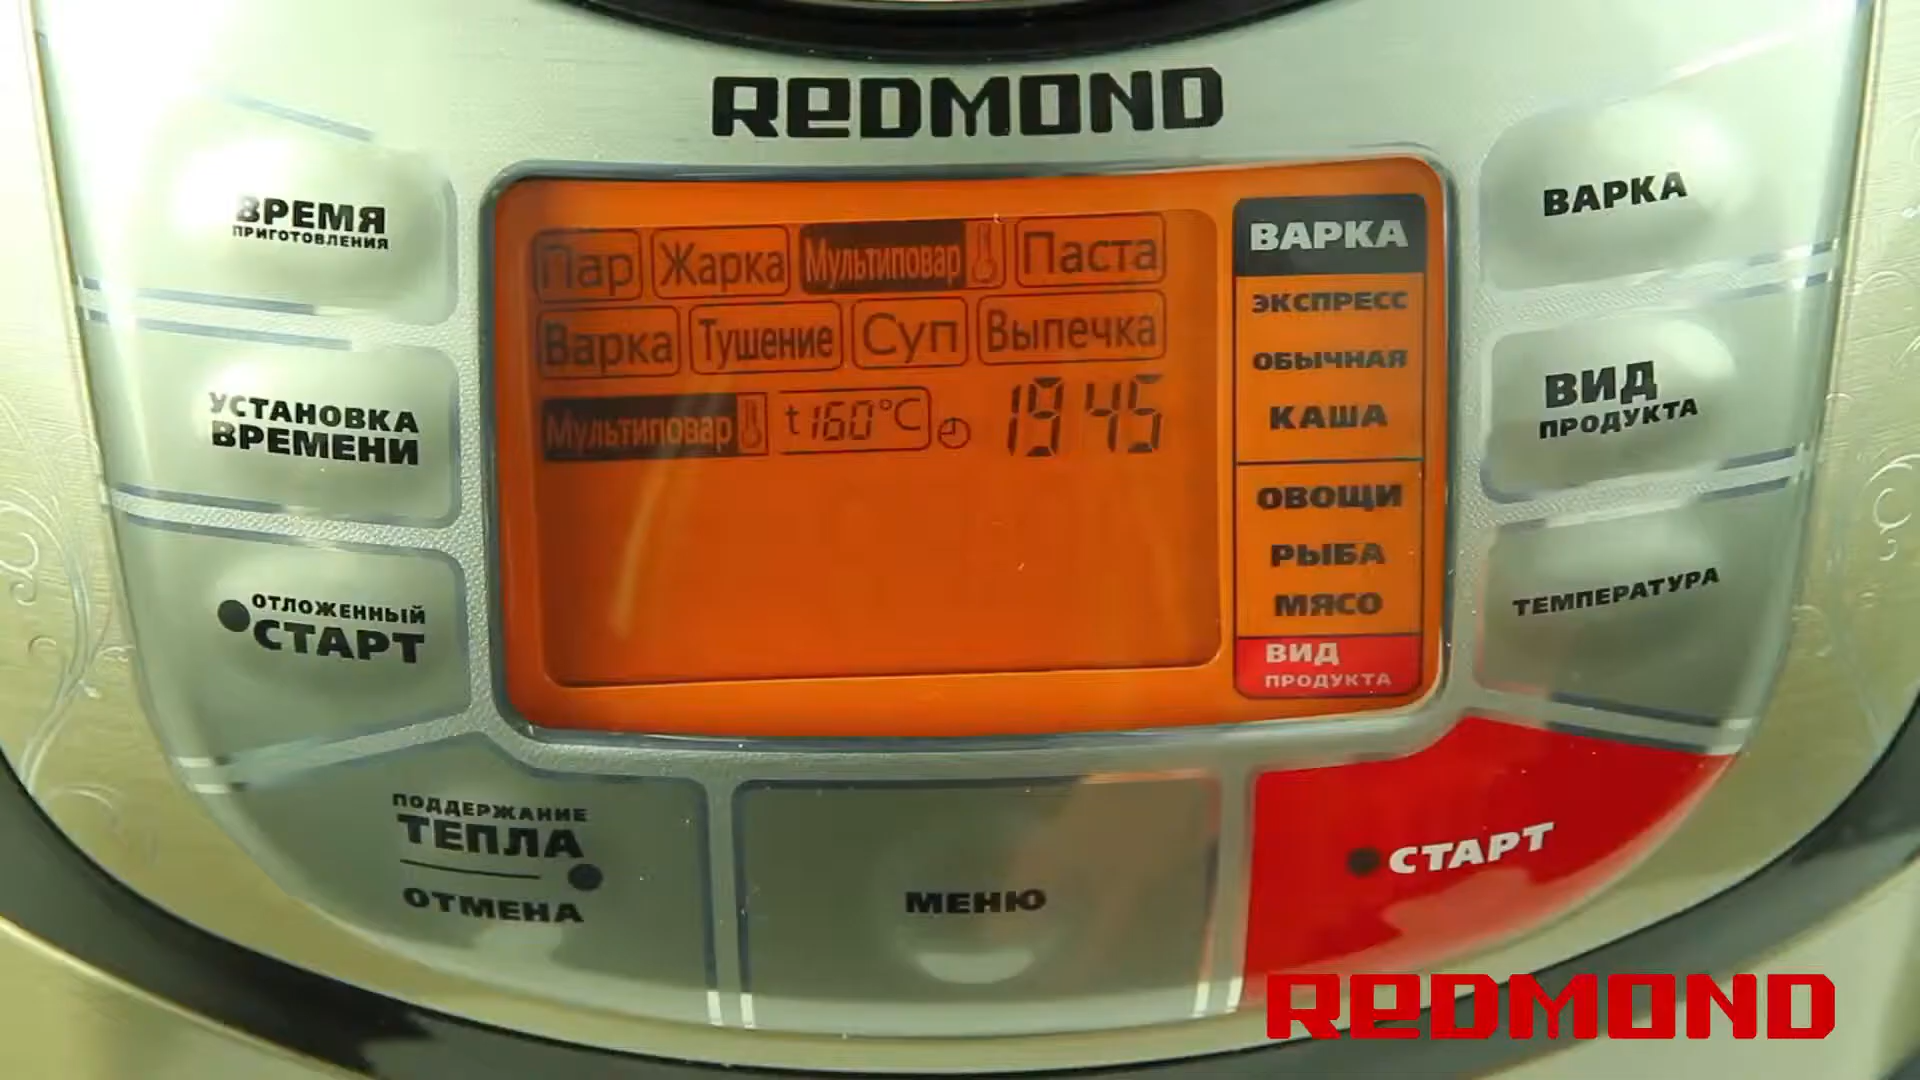 REDMOND
ВРЕМЯ
ПРИГОТОВЛЕНИЯ
УСТАНОВКА
ВРЕМЕНИ
ОТЛОЖЕННЫЙ
СТАРТ
Пар Жарка Мультиповар Паста
Варка Тушение Суп Выпечка
Мультиповар t160°C 19 45
ВАРКА
ЭКСПРЕСС
ОБЫЧНАЯ
КАША
ОВОЩИ
РЫБА
МЯСО
ВИД
ПРОДУКТА
ВАРКА
ВИД
ПРОДУКТА
ТЕМПЕРАТУРА
ПОДДЕРЖАНИЕ
ТЕПЛА
ОТМЕНА
МЕНЮ
СТАРТ
REDMOND